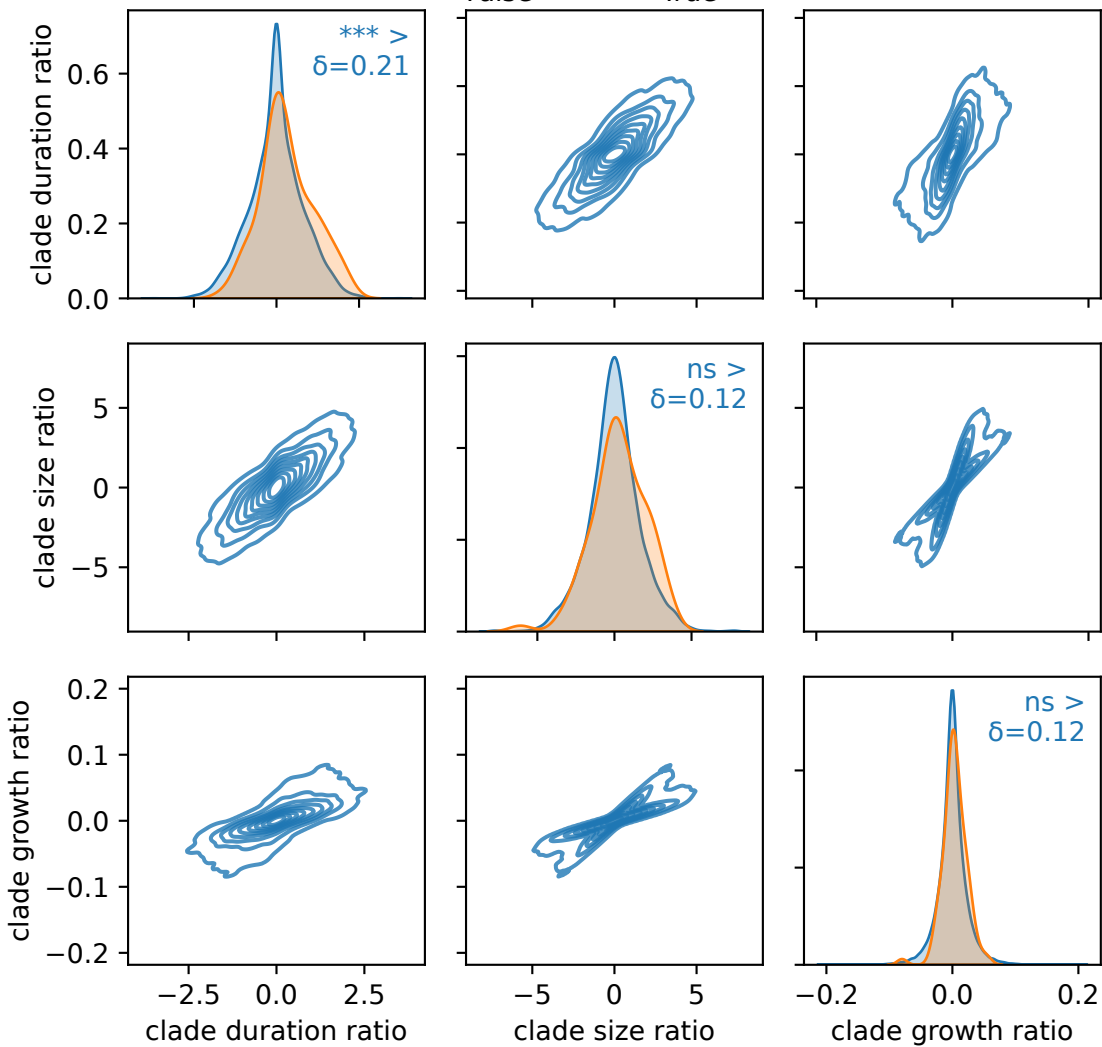 clade duration ratio
0.6
0.4
0.2
0.0
*** >
δ=0.21
clade size ratio
5
0
−5
ns >
δ=0.12
clade growth ratio
0.2
0.1
0.0
−0.1
−0.2
ns >
δ=0.12
−2.5 0.0 2.5
−5 0 5
−0.2 0.0 0.2
clade duration ratio
clade size ratio
clade growth ratio